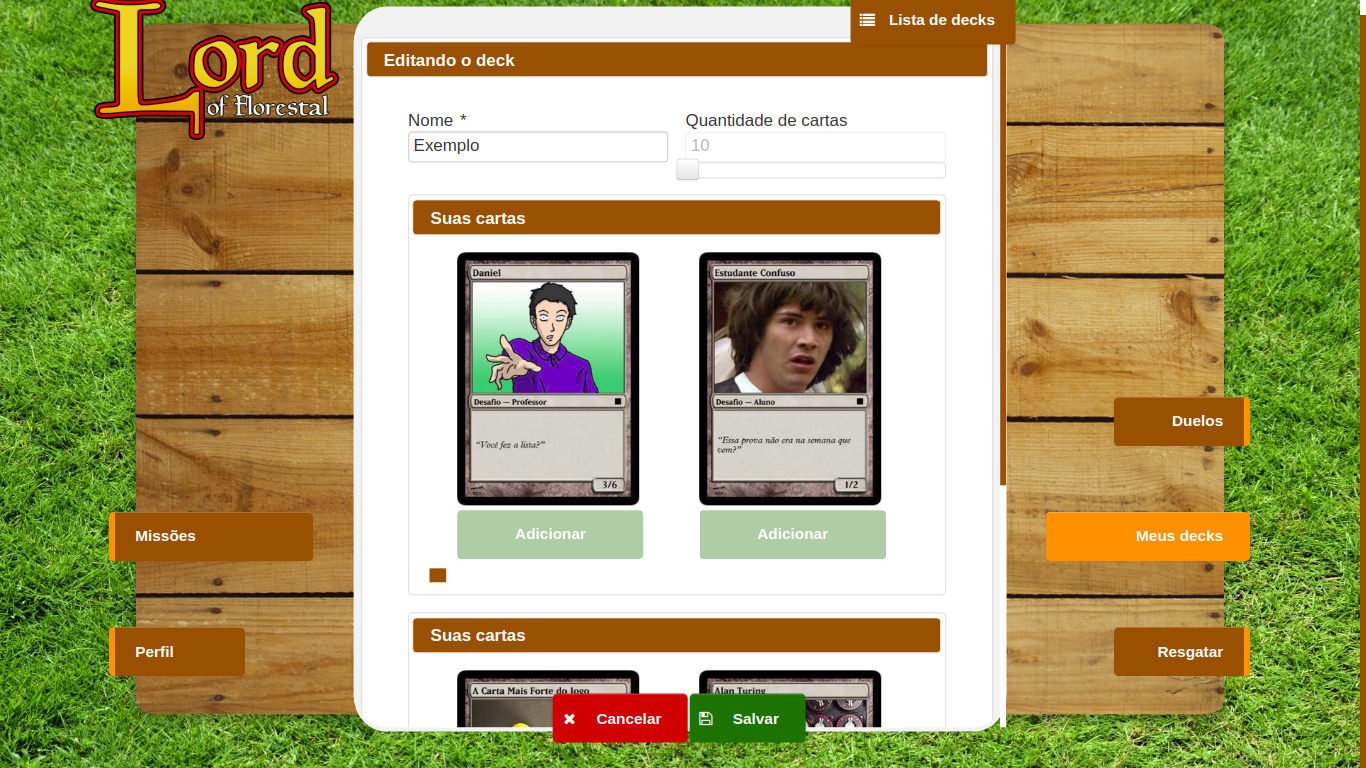 Lord
of Florestal
Lista de decks
Editando o deck
Nome *
Quantidade de cartas
Exemplo
10
Suas cartas
Daniel
Estudante Confuso
Desafio — Professor
Desafio — Aluno
“Você fez a lista?”
“Essa prova não era na semana que
vem?”
3/6
1/2
Adicionar
Adicionar
Duelos
Missões
Meus decks
Perfil
Resgatar
Suas cartas
A Carta Mais Forte do Jogo
Alan Turing
Cancelar
Salvar